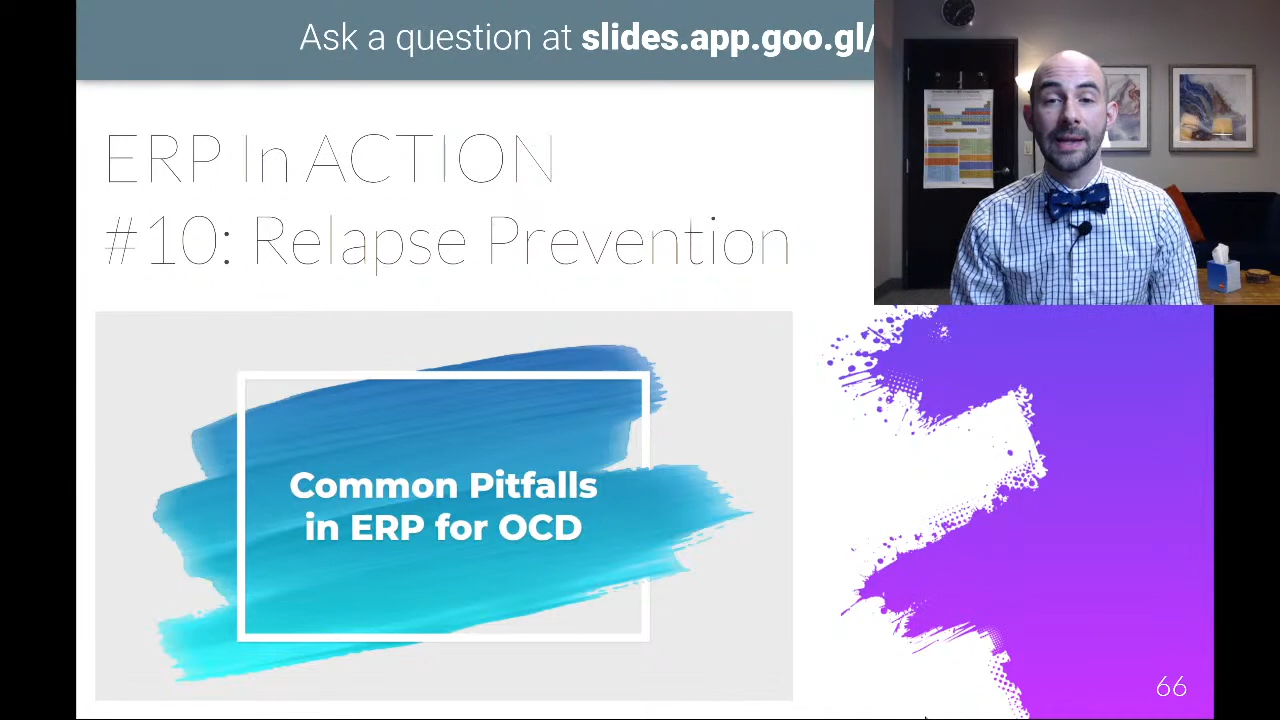 Ask a question at slides.app.goo.gl/
ERP in ACTION
#10: Relapse Prevention
Common Pitfalls
in ERP for OCD
66